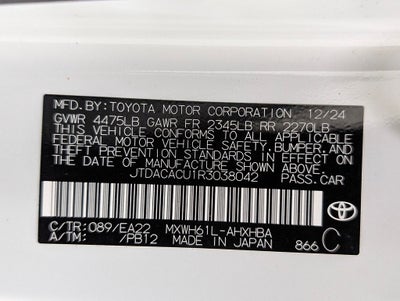 MFD.BY:TOYOTA MOTOR CORPORATION 12/24
GVWR 4475LB GAWR FR 2345LB RR 2270LB
THIS VEHICLE CONFORMS TO ALL APPLICABLE
FEDERAL MOTOR VEHICLE SAFETY,BUMPER,AND
THEFT PREVENTION STANDARDS IN EFFECT ON
THE DATE OF MANUFACTURE SHOWN ABOVE.
JTDACACU1R3038042 PASS.CAR
TOYOTA
C/TR:089/EA22 MXWH61L-AHXHBA
A/TM: /PB12 MADE IN JAPAN 866 C